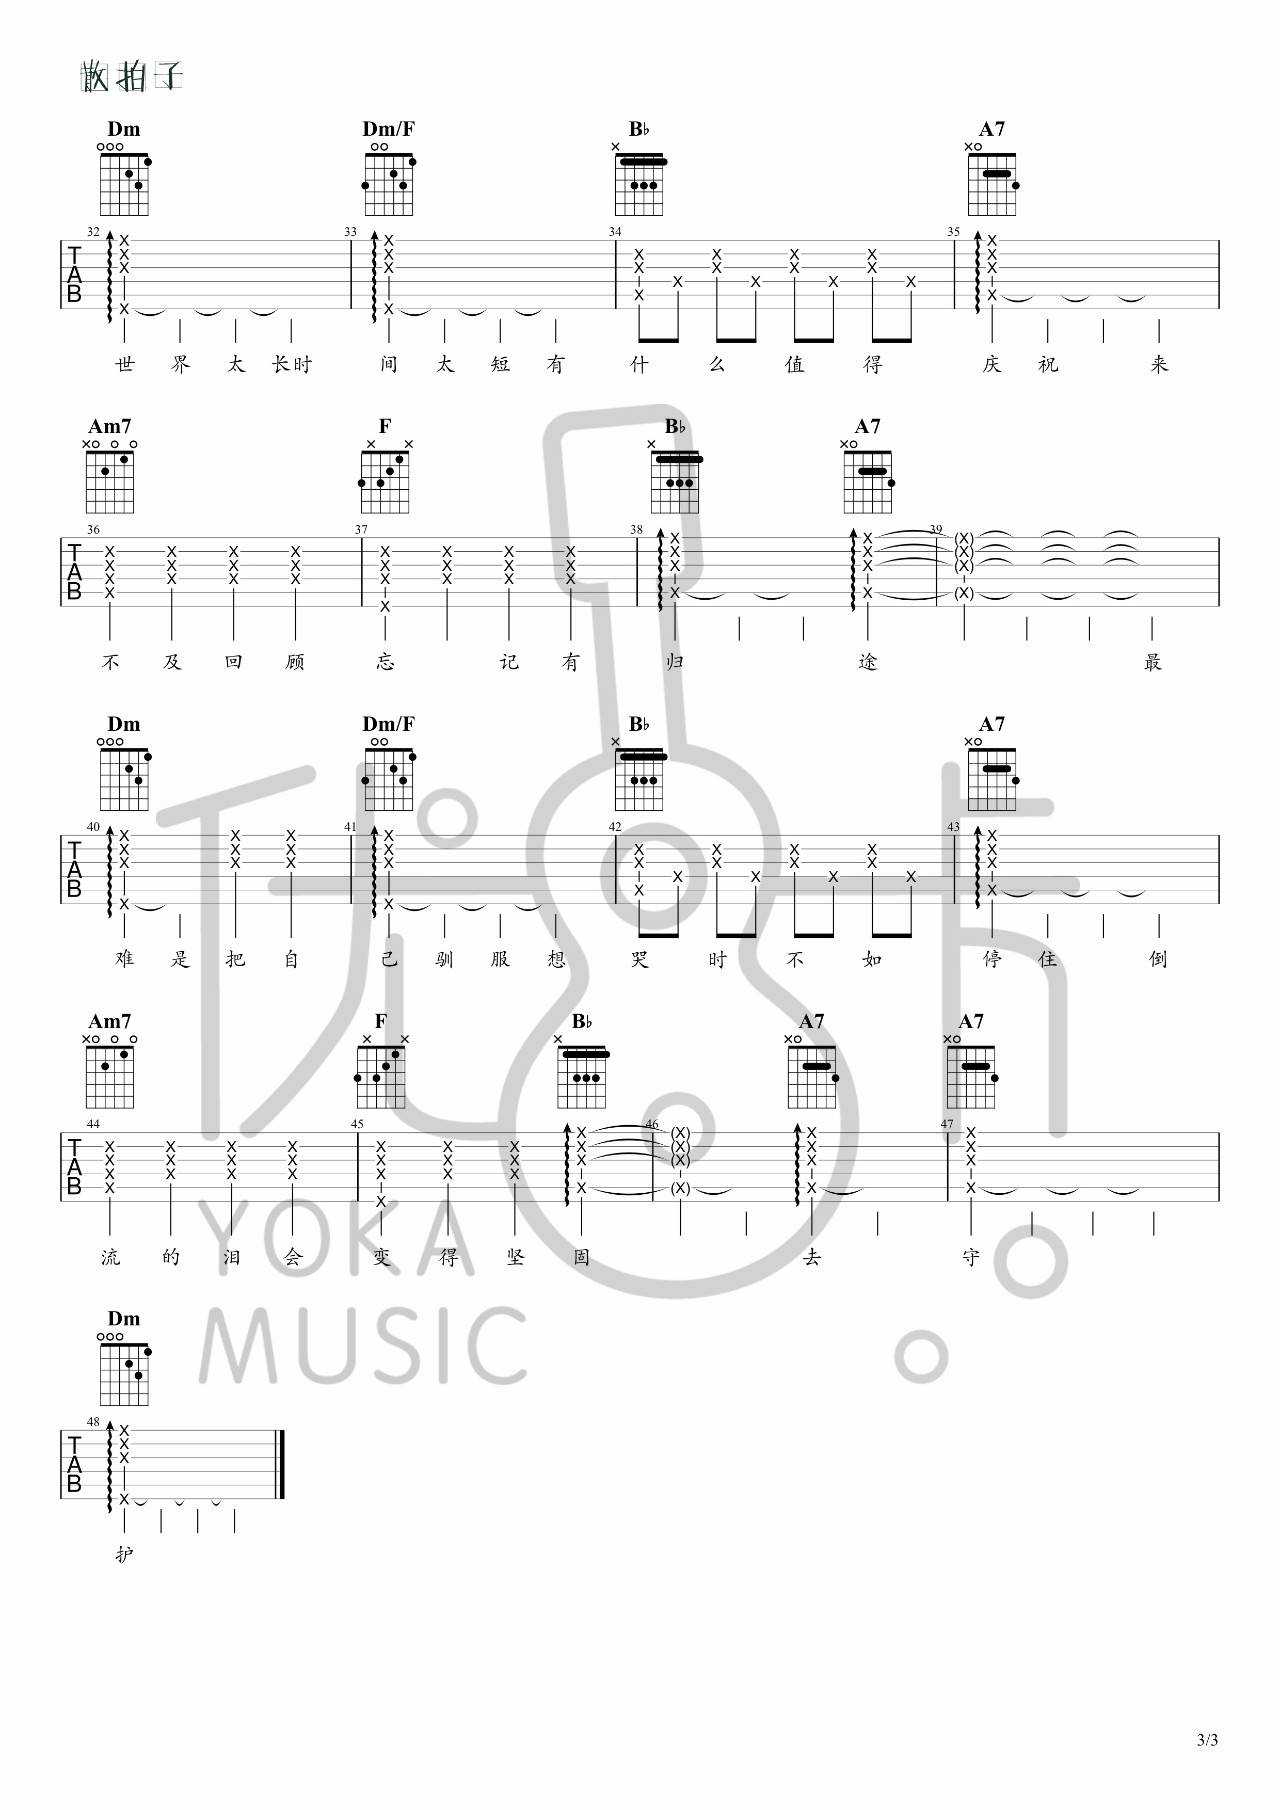 散拍子
Dm Dm/F B♭ A7
32 33 34 35
TAB
世 界 太 长时 间 太 短 有 什 么 值 得 庆 祝 来
Am7 F B♭ A7
36 37 38 39
TAB
不 及 回 顾 忘 记 有 归 途 最
Dm Dm/F B♭ A7
40 41 42 43
TAB
难 是 把 自 己 驯 服 想 哭 时 不 如 停 住 倒
Am7 F B♭ A7 A7
44 45 46 47
TAB
流 的 泪 会 变 得 坚 固 去 守
YOKA
MUSIC
Dm
48
TAB
护
3/3